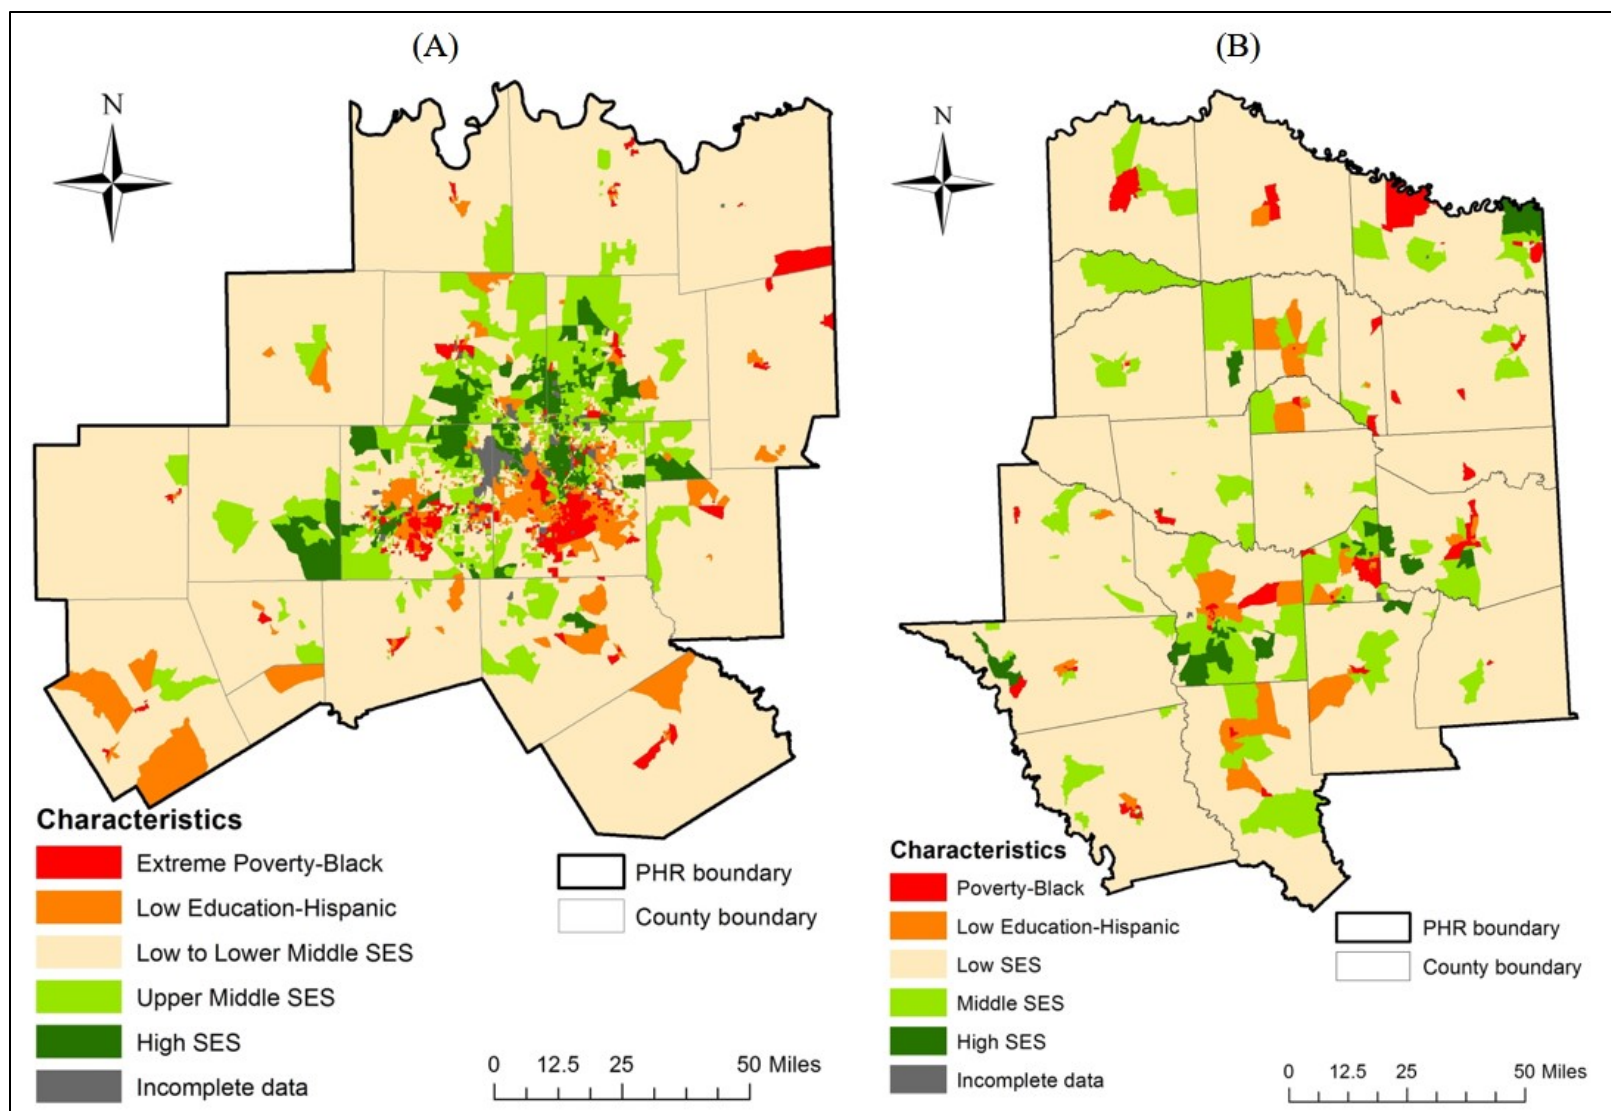 (A)
N
Characteristics
Extreme Poverty-Black
Low Education-Hispanic
Low to Lower Middle SES
Upper Middle SES
High SES
Incomplete data
PHR boundary
County boundary
0 12.5 25 50 Miles
(B)
N
Characteristics
Poverty-Black
Low Education-Hispanic
Low SES
Middle SES
High SES
Incomplete data
PHR boundary
County boundary
0 12.5 25 50 Miles